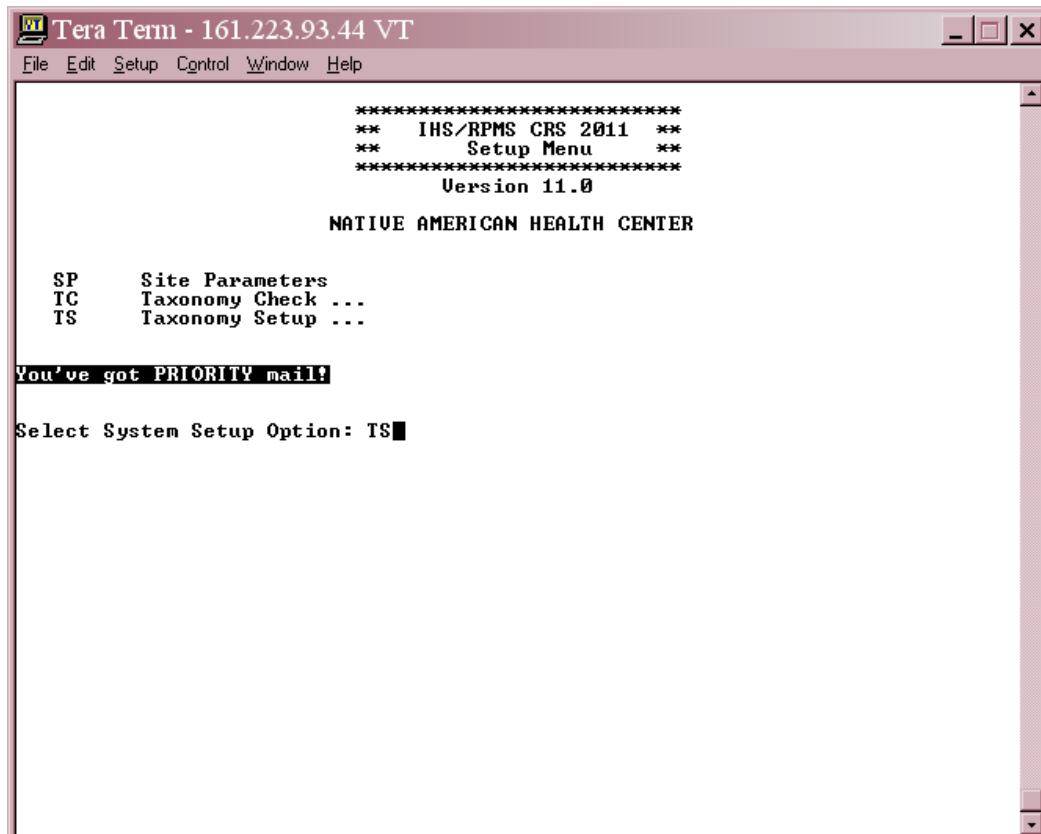 Tera Term - 161.223.93.44 VT
File Edit Setup Control Window Help
**************************
** IHS/RPMS CRS 2011 **
** Setup Menu **
**************************
Version 11.0
NATIVE AMERICAN HEALTH CENTER
SP Site Parameters
TC Taxonomy Check ...
TS Taxonomy Setup ...
You've got PRIORITY mail!
Select System Setup Option: TS